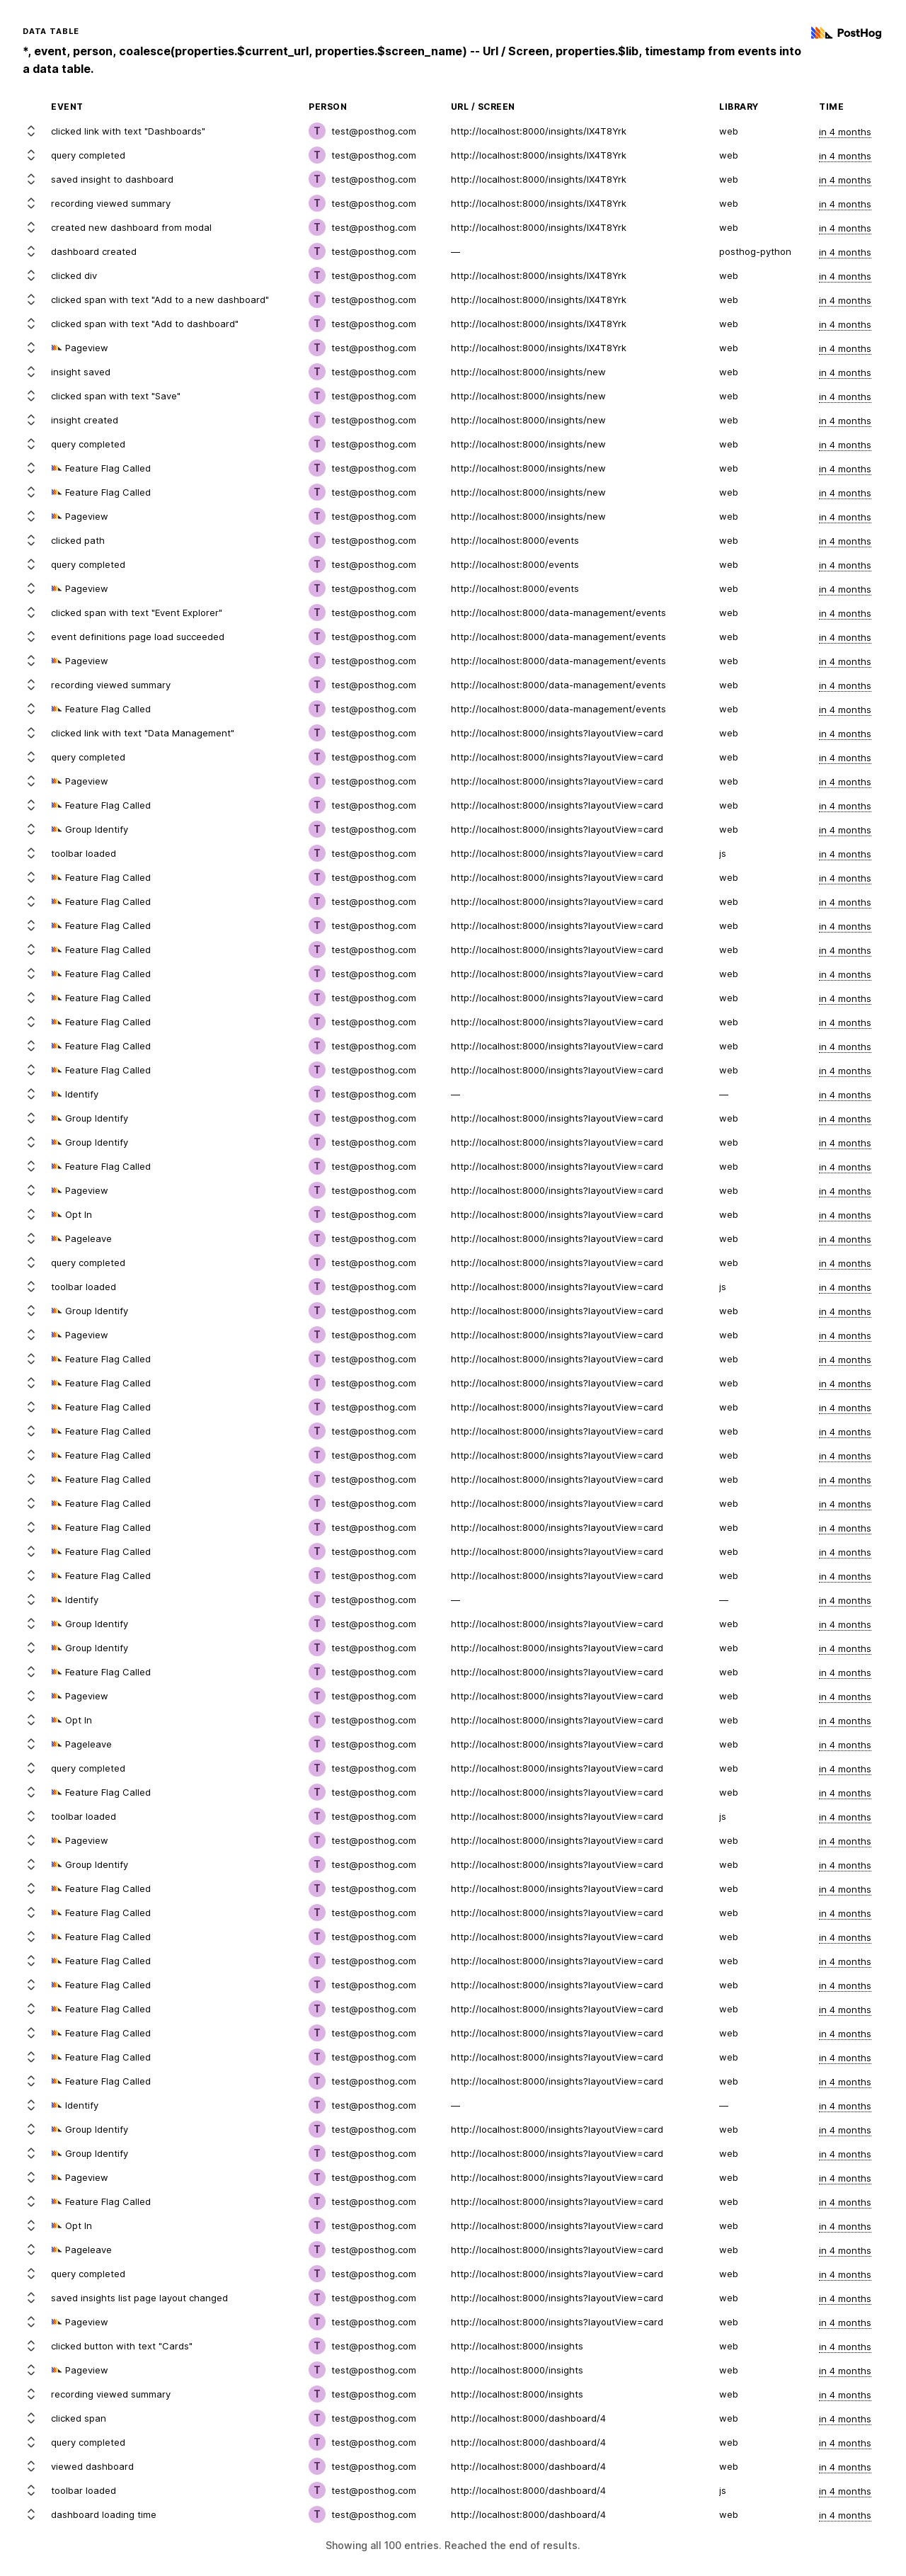 DATA TABLE
PostHog
*, event, person, coalesce(properties.$current_url, properties.$screen_name) -- Url / Screen, properties.$lib, timestamp from events into
a data table.
EVENT PERSON URL / SCREEN LIBRARY TIME
clicked link with text "Dashboards" T test@posthog.com http://localhost:8000/insights/IX4T8Yrk web in 4 months
query completed T test@posthog.com http://localhost:8000/insights/IX4T8Yrk web in 4 months
saved insight to dashboard T test@posthog.com http://localhost:8000/insights/IX4T8Yrk web in 4 months
recording viewed summary T test@posthog.com http://localhost:8000/insights/IX4T8Yrk web in 4 months
created new dashboard from modal T test@posthog.com http://localhost:8000/insights/IX4T8Yrk web in 4 months
dashboard created T test@posthog.com — posthog-python in 4 months
clicked div T test@posthog.com http://localhost:8000/insights/IX4T8Yrk web in 4 months
clicked span with text "Add to a new dashboard" T test@posthog.com http://localhost:8000/insights/IX4T8Yrk web in 4 months
clicked span with text "Add to dashboard" T test@posthog.com http://localhost:8000/insights/IX4T8Yrk web in 4 months
Pageview T test@posthog.com http://localhost:8000/insights/IX4T8Yrk web in 4 months
insight saved T test@posthog.com http://localhost:8000/insights/new web in 4 months
clicked span with text "Save" T test@posthog.com http://localhost:8000/insights/new web in 4 months
insight created T test@posthog.com http://localhost:8000/insights/new web in 4 months
query completed T test@posthog.com http://localhost:8000/insights/new web in 4 months
Feature Flag Called T test@posthog.com http://localhost:8000/insights/new web in 4 months
Feature Flag Called T test@posthog.com http://localhost:8000/insights/new web in 4 months
Pageview T test@posthog.com http://localhost:8000/insights/new web in 4 months
clicked path T test@posthog.com http://localhost:8000/events web in 4 months
query completed T test@posthog.com http://localhost:8000/events web in 4 months
Pageview T test@posthog.com http://localhost:8000/events web in 4 months
clicked span with text "Event Explorer" T test@posthog.com http://localhost:8000/data-management/events web in 4 months
event definitions page load succeeded T test@posthog.com http://localhost:8000/data-management/events web in 4 months
Pageview T test@posthog.com http://localhost:8000/data-management/events web in 4 months
recording viewed summary T test@posthog.com http://localhost:8000/data-management/events web in 4 months
Feature Flag Called T test@posthog.com http://localhost:8000/data-management/events web in 4 months
clicked link with text "Data Management" T test@posthog.com http://localhost:8000/insights?layoutView=card web in 4 months
query completed T test@posthog.com http://localhost:8000/insights?layoutView=card web in 4 months
Pageview T test@posthog.com http://localhost:8000/insights?layoutView=card web in 4 months
Feature Flag Called T test@posthog.com http://localhost:8000/insights?layoutView=card web in 4 months
Group Identify T test@posthog.com http://localhost:8000/insights?layoutView=card web in 4 months
toolbar loaded T test@posthog.com http://localhost:8000/insights?layoutView=card js in 4 months
Feature Flag Called T test@posthog.com http://localhost:8000/insights?layoutView=card web in 4 months
Feature Flag Called T test@posthog.com http://localhost:8000/insights?layoutView=card web in 4 months
Feature Flag Called T test@posthog.com http://localhost:8000/insights?layoutView=card web in 4 months
Feature Flag Called T test@posthog.com http://localhost:8000/insights?layoutView=card web in 4 months
Feature Flag Called T test@posthog.com http://localhost:8000/insights?layoutView=card web in 4 months
Feature Flag Called T test@posthog.com http://localhost:8000/insights?layoutView=card web in 4 months
Feature Flag Called T test@posthog.com http://localhost:8000/insights?layoutView=card web in 4 months
Feature Flag Called T test@posthog.com http://localhost:8000/insights?layoutView=card web in 4 months
Feature Flag Called T test@posthog.com http://localhost:8000/insights?layoutView=card web in 4 months
Identify T test@posthog.com — — in 4 months
Group Identify T test@posthog.com http://localhost:8000/insights?layoutView=card web in 4 months
Group Identify T test@posthog.com http://localhost:8000/insights?layoutView=card web in 4 months
Feature Flag Called T test@posthog.com http://localhost:8000/insights?layoutView=card web in 4 months
Pageview T test@posthog.com http://localhost:8000/insights?layoutView=card web in 4 months
Opt In T test@posthog.com http://localhost:8000/insights?layoutView=card web in 4 months
Pageleave T test@posthog.com http://localhost:8000/insights?layoutView=card web in 4 months
query completed T test@posthog.com http://localhost:8000/insights?layoutView=card web in 4 months
toolbar loaded T test@posthog.com http://localhost:8000/insights?layoutView=card js in 4 months
Group Identify T test@posthog.com http://localhost:8000/insights?layoutView=card web in 4 months
Pageview T test@posthog.com http://localhost:8000/insights?layoutView=card web in 4 months
Feature Flag Called T test@posthog.com http://localhost:8000/insights?layoutView=card web in 4 months
Feature Flag Called T test@posthog.com http://localhost:8000/insights?layoutView=card web in 4 months
Feature Flag Called T test@posthog.com http://localhost:8000/insights?layoutView=card web in 4 months
Feature Flag Called T test@posthog.com http://localhost:8000/insights?layoutView=card web in 4 months
Feature Flag Called T test@posthog.com http://localhost:8000/insights?layoutView=card web in 4 months
Feature Flag Called T test@posthog.com http://localhost:8000/insights?layoutView=card web in 4 months
Feature Flag Called T test@posthog.com http://localhost:8000/insights?layoutView=card web in 4 months
Feature Flag Called T test@posthog.com http://localhost:8000/insights?layoutView=card web in 4 months
Feature Flag Called T test@posthog.com http://localhost:8000/insights?layoutView=card web in 4 months
Feature Flag Called T test@posthog.com http://localhost:8000/insights?layoutView=card web in 4 months
Identify T test@posthog.com — — in 4 months
Group Identify T test@posthog.com http://localhost:8000/insights?layoutView=card web in 4 months
Group Identify T test@posthog.com http://localhost:8000/insights?layoutView=card web in 4 months
Feature Flag Called T test@posthog.com http://localhost:8000/insights?layoutView=card web in 4 months
Pageview T test@posthog.com http://localhost:8000/insights?layoutView=card web in 4 months
Opt In T test@posthog.com http://localhost:8000/insights?layoutView=card web in 4 months
Pageleave T test@posthog.com http://localhost:8000/insights?layoutView=card web in 4 months
query completed T test@posthog.com http://localhost:8000/insights?layoutView=card web in 4 months
Feature Flag Called T test@posthog.com http://localhost:8000/insights?layoutView=card web in 4 months
toolbar loaded T test@posthog.com http://localhost:8000/insights?layoutView=card js in 4 months
Pageview T test@posthog.com http://localhost:8000/insights?layoutView=card web in 4 months
Group Identify T test@posthog.com http://localhost:8000/insights?layoutView=card web in 4 months
Feature Flag Called T test@posthog.com http://localhost:8000/insights?layoutView=card web in 4 months
Feature Flag Called T test@posthog.com http://localhost:8000/insights?layoutView=card web in 4 months
Feature Flag Called T test@posthog.com http://localhost:8000/insights?layoutView=card web in 4 months
Feature Flag Called T test@posthog.com http://localhost:8000/insights?layoutView=card web in 4 months
Feature Flag Called T test@posthog.com http://localhost:8000/insights?layoutView=card web in 4 months
Feature Flag Called T test@posthog.com http://localhost:8000/insights?layoutView=card web in 4 months
Feature Flag Called T test@posthog.com http://localhost:8000/insights?layoutView=card web in 4 months
Feature Flag Called T test@posthog.com http://localhost:8000/insights?layoutView=card web in 4 months
Feature Flag Called T test@posthog.com http://localhost:8000/insights?layoutView=card web in 4 months
Identify T test@posthog.com — — in 4 months
Group Identify T test@posthog.com http://localhost:8000/insights?layoutView=card web in 4 months
Group Identify T test@posthog.com http://localhost:8000/insights?layoutView=card web in 4 months
Pageview T test@posthog.com http://localhost:8000/insights?layoutView=card web in 4 months
Feature Flag Called T test@posthog.com http://localhost:8000/insights?layoutView=card web in 4 months
Opt In T test@posthog.com http://localhost:8000/insights?layoutView=card web in 4 months
Pageleave T test@posthog.com http://localhost:8000/insights?layoutView=card web in 4 months
query completed T test@posthog.com http://localhost:8000/insights?layoutView=card web in 4 months
saved insights list page layout changed T test@posthog.com http://localhost:8000/insights?layoutView=card web in 4 months
Pageview T test@posthog.com http://localhost:8000/insights?layoutView=card web in 4 months
clicked button with text "Cards" T test@posthog.com http://localhost:8000/insights web in 4 months
Pageview T test@posthog.com http://localhost:8000/insights web in 4 months
recording viewed summary T test@posthog.com http://localhost:8000/insights web in 4 months
clicked span T test@posthog.com http://localhost:8000/dashboard/4 web in 4 months
query completed T test@posthog.com http://localhost:8000/dashboard/4 web in 4 months
viewed dashboard T test@posthog.com http://localhost:8000/dashboard/4 web in 4 months
toolbar loaded T test@posthog.com http://localhost:8000/dashboard/4 js in 4 months
dashboard loading time T test@posthog.com http://localhost:8000/dashboard/4 web in 4 months
Showing all 100 entries. Reached the end of results.